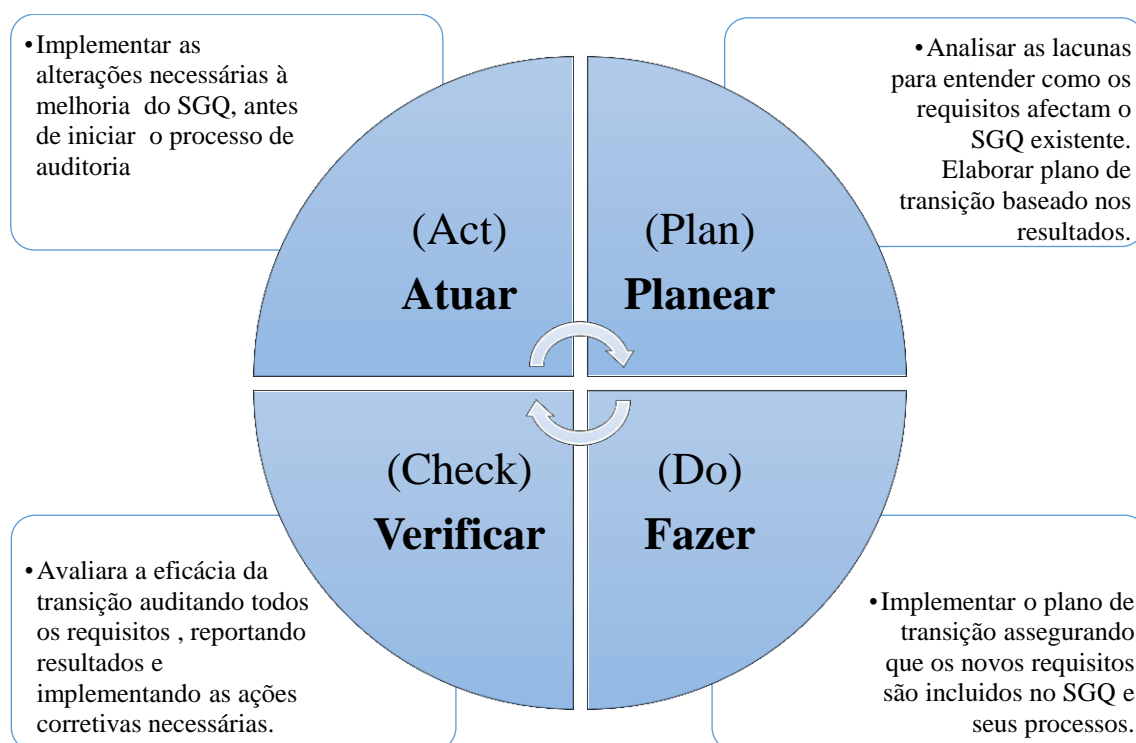 •Implementar as
alterações necessárias à
melhoria do SGQ, antes
de iniciar o processo de
auditoria
•Analisar as lacunas
para entender como os
requisitos afectam o
SGQ existente.
Elaborar plano de
transição baseado nos
resultados.
(Act)
Atuar
(Plan)
Planear
(Check)
Verificar
(Do)
Fazer
•Avaliara a eficácia da
transição auditando todos
os requisitos , reportando
resultados e
implementando as ações
corretivas necessárias.
•Implementar o plano de
transição assegurando
que os novos requisitos
são incluidos no SGQ e
seus processos.